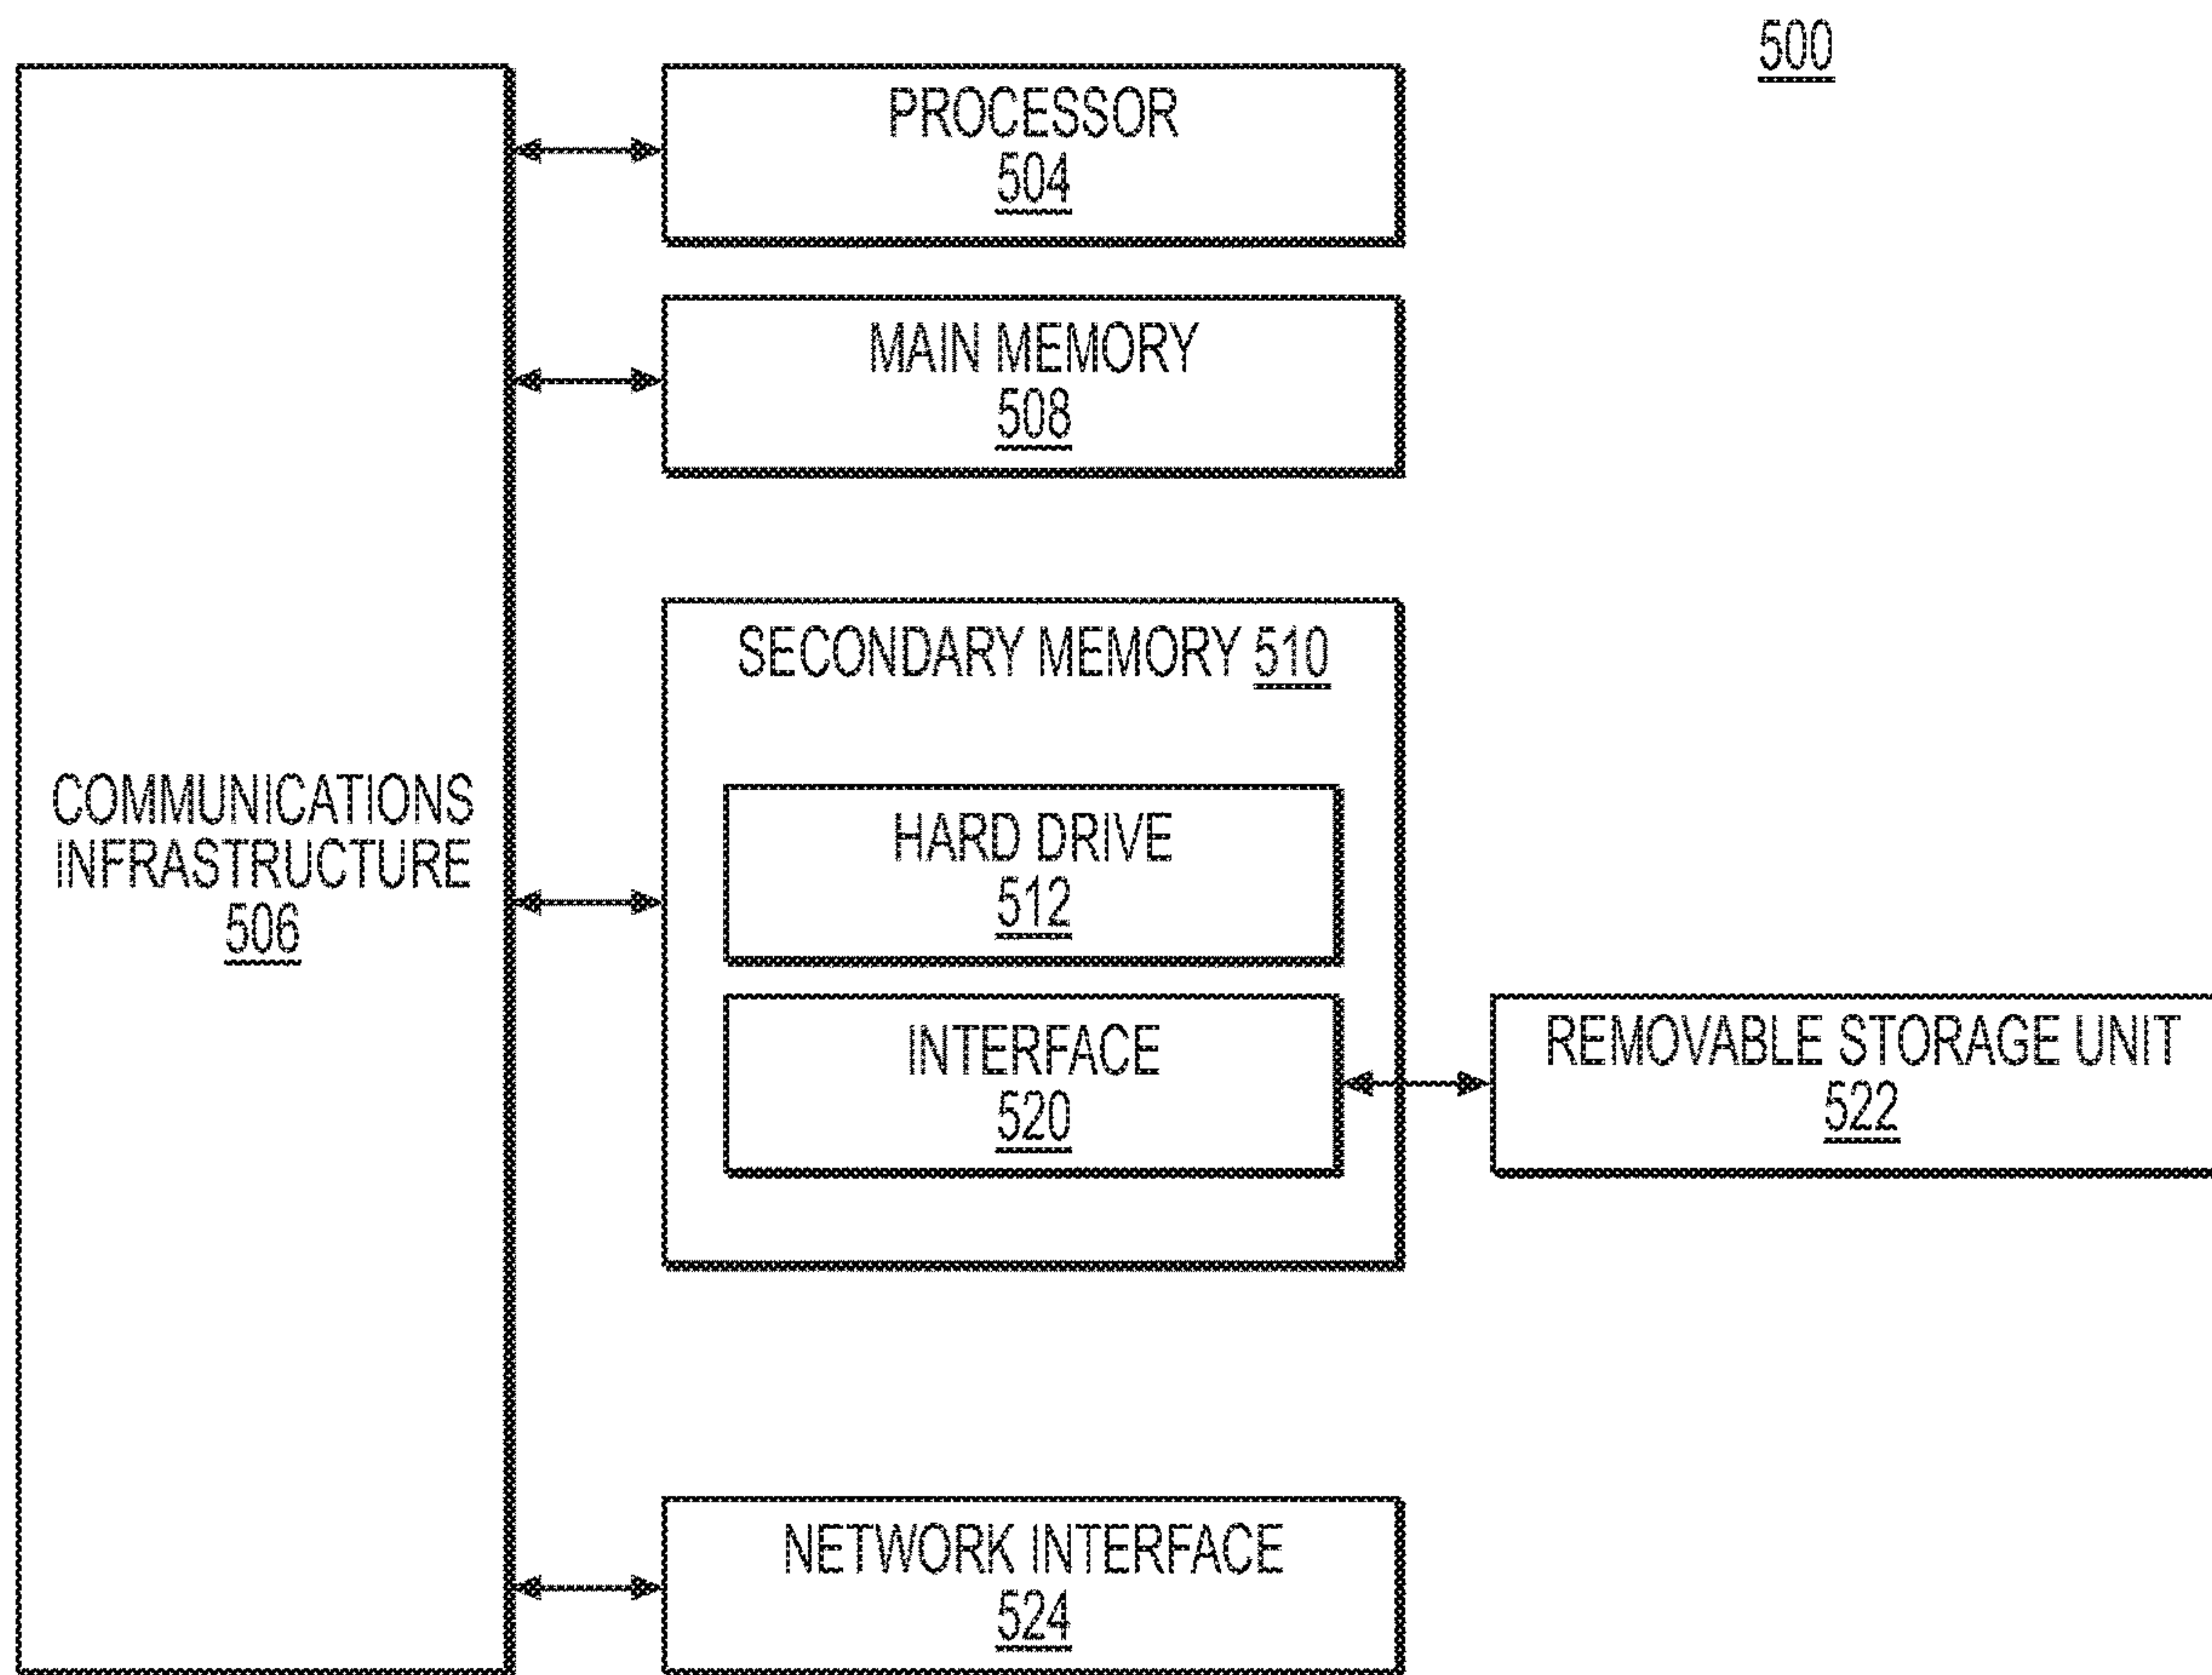 500
PROCESSOR
504
MAIN MEMORY
508
SECONDARY MEMORY 510
COMMUNICATIONS
INFRASTRUCTURE
506
HARD DRIVE
512
INTERFACE
520
REMOVABLE STORAGE UNIT
522
NETWORK INTERFACE
524